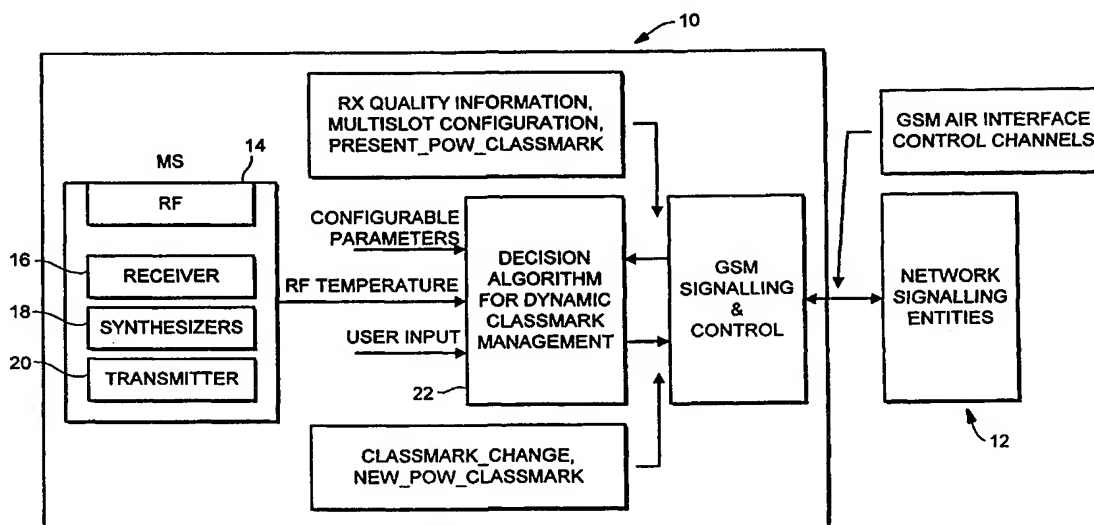 10
RX QUALITY INFORMATION,
MULTISLOT CONFIGURATION,
PRESENT_POW_CLASSMARK
GSM AIR INTERFACE
CONTROL CHANNELS
MS
14
RF
16
RECEIVER
18
SYNTHESIZERS
20
TRANSMITTER
CONFIGURABLE
PARAMETERS
RF TEMPERATURE
USER INPUT
DECISION
ALGORITHM
FOR DYNAMIC
CLASSMARK
MANAGEMENT
22
GSM
SIGNALLING
&
CONTROL
NETWORK
SIGNALLING
ENTITIES
12
CLASSMARK_CHANGE,
NEW_POW_CLASSMARK